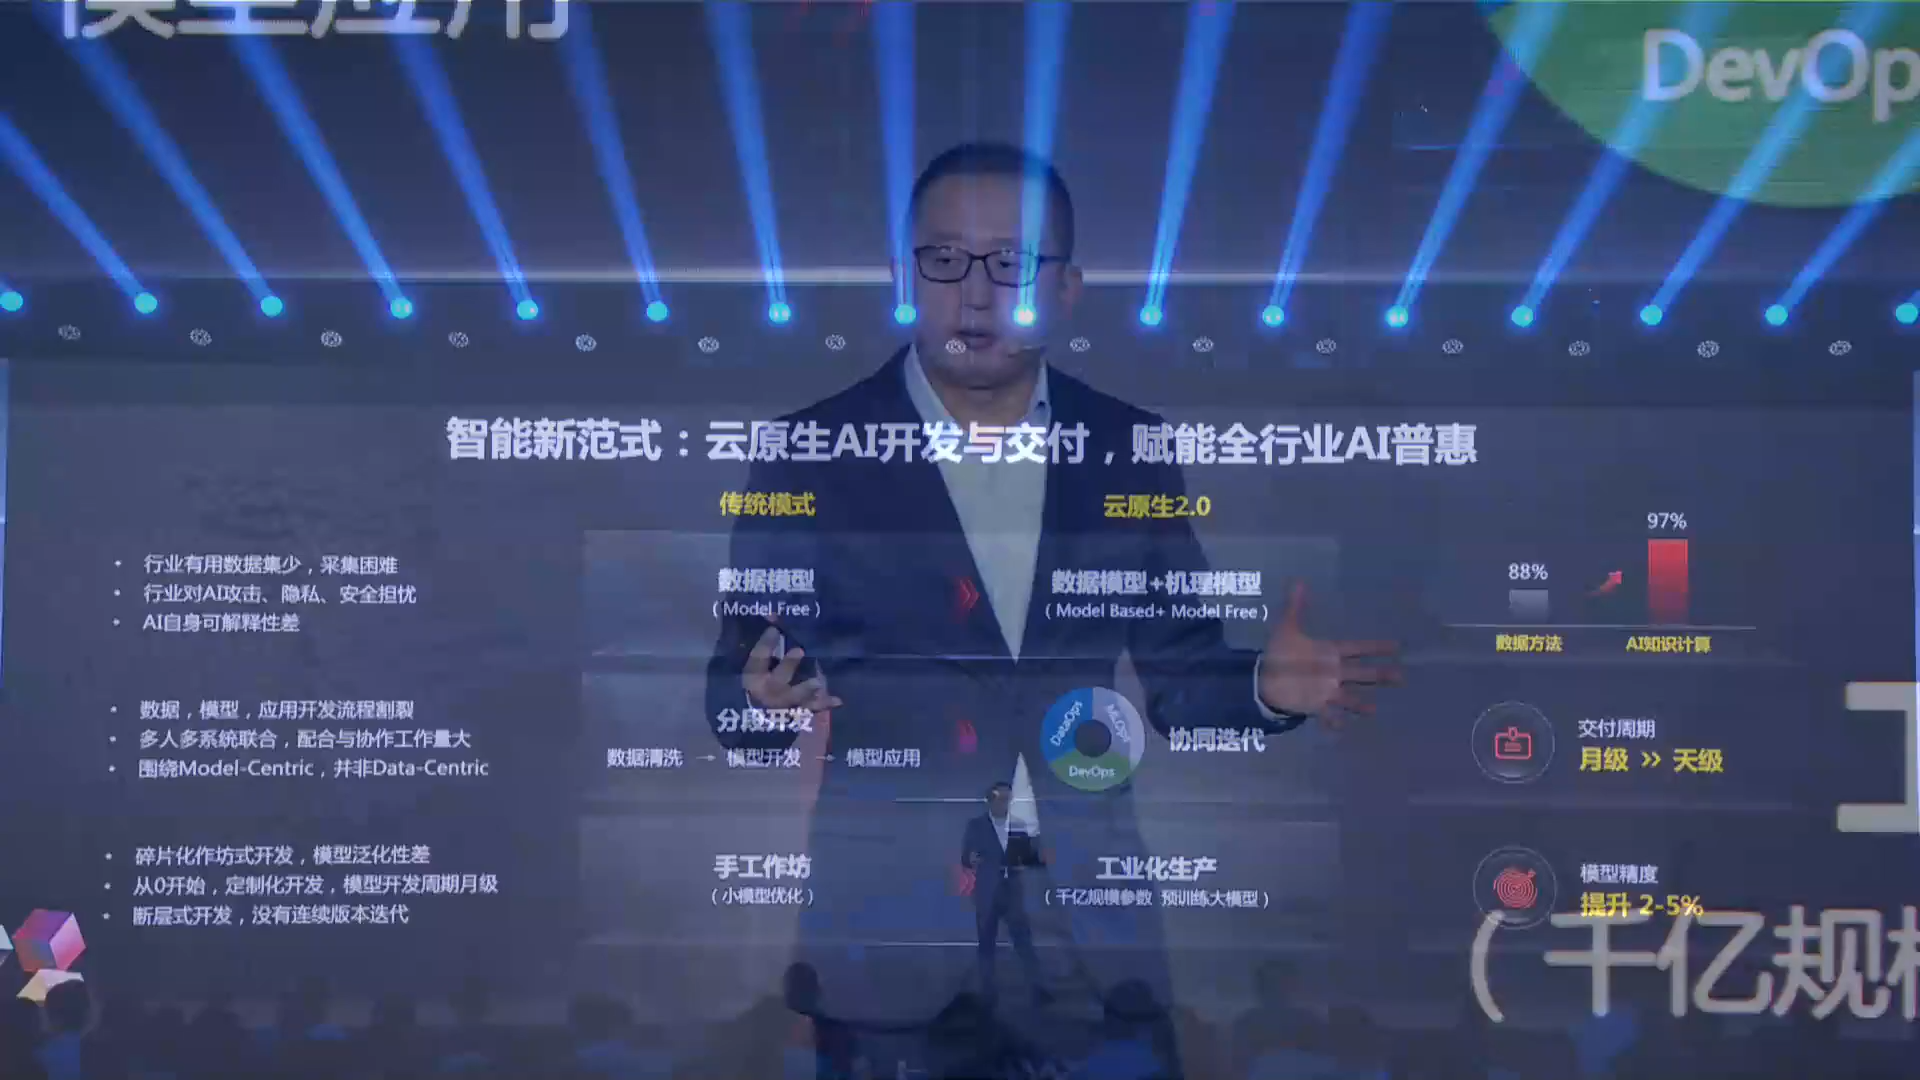 模型应用
DevOp
智能新范式：云原生AI开发与交付，赋能全行业AI普惠
传统模式
云原生2.0
• 行业有用数据集少，采集困难
• 行业对AI攻击、隐私、安全担忧
• AI自身可解释性差
数据模型
( Model Free )
数据模型+机理模型
( Model Based+ Model Free )
88%
97%
数据方法
AI知识计算
• 数据，模型，应用开发流程割裂
• 多人多系统联合，配合与协作工作量大
• 围绕Model-Centric，并非Data-Centric
分段开发
数据清洗 → 模型开发 → 模型应用
DataOps
MLOps
DevOps
协同迭代
交付周期
月级 >> 天级
• 碎片化作坊式开发，模型泛化性差
• 从0开始，定制化开发，模型开发周期月级
• 断层式开发，没有连续版本迭代
手工作坊
( 小模型优化 )
工业化生产
( 千亿规模参数 预训练大模型 )
模型精度
提升 2-5%
工
( 千亿规模